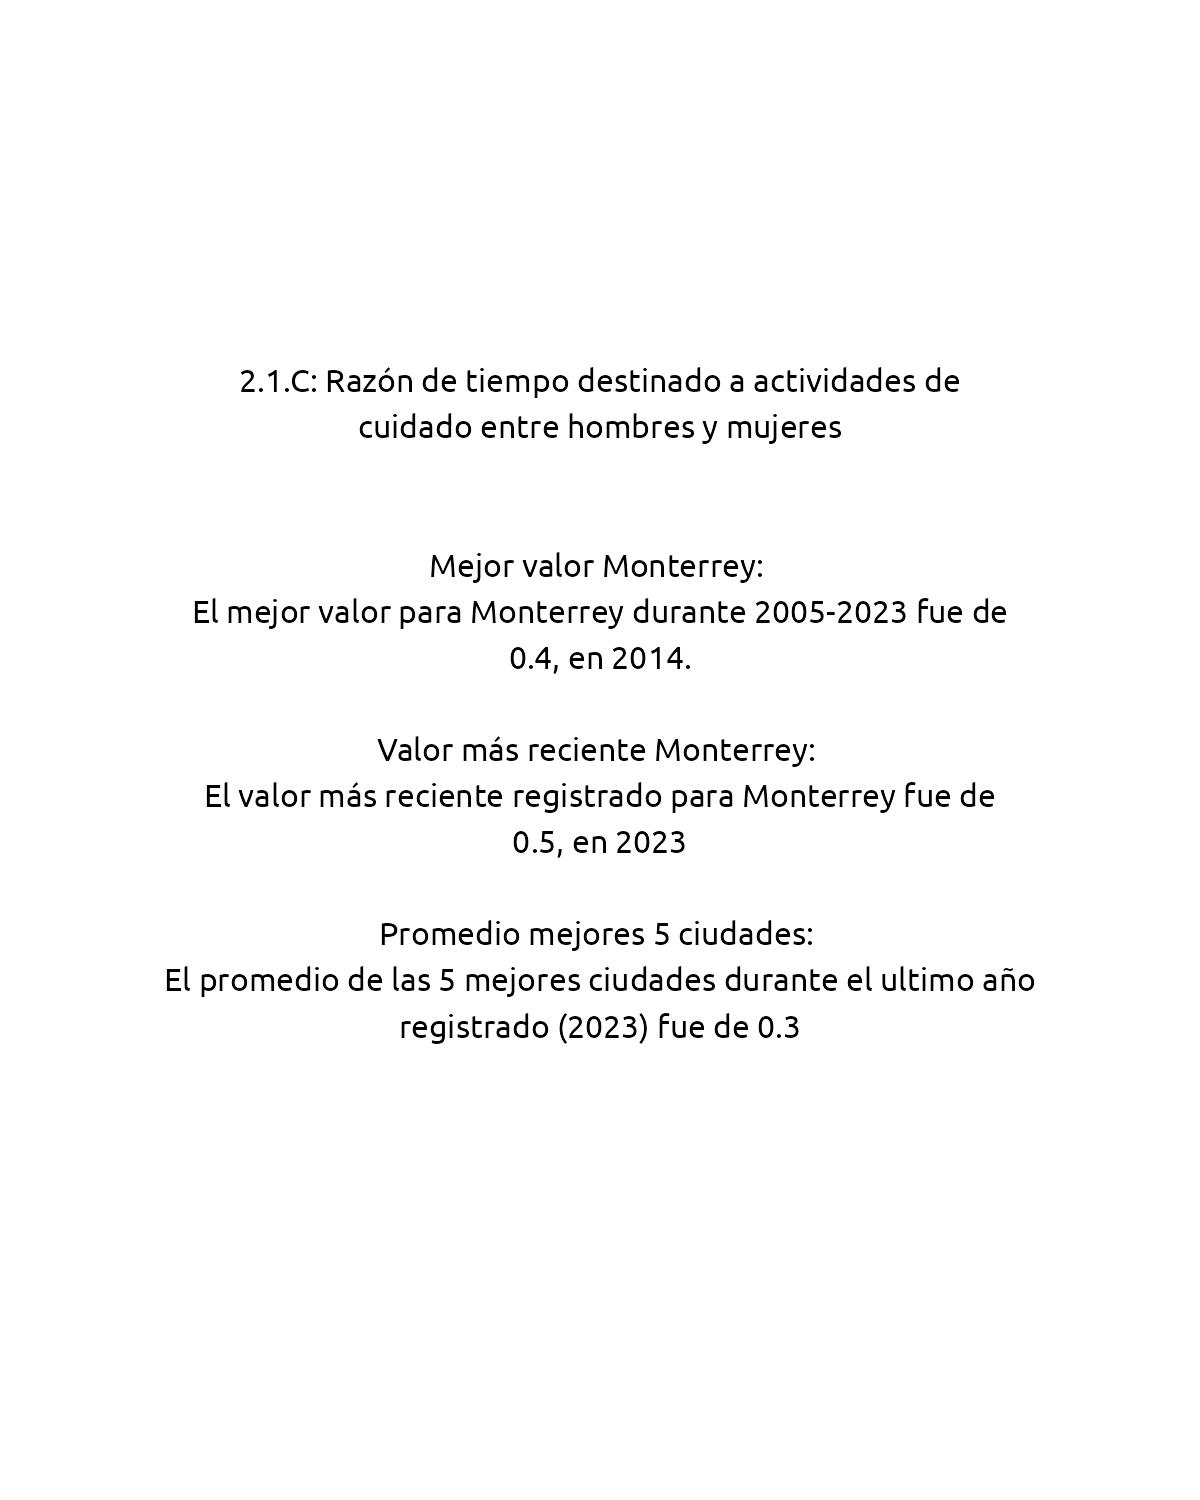 2.1.C: Razón de tiempo destinado a actividades de
cuidado entre hombres y mujeres
Mejor valor Monterrey:
El mejor valor para Monterrey durante 2005-2023 fue de
0.4, en 2014.
Valor más reciente Monterrey:
El valor más reciente registrado para Monterrey fue de
0.5, en 2023
Promedio mejores 5 ciudades:
El promedio de las 5 mejores ciudades durante el ultimo año
registrado (2023) fue de 0.3